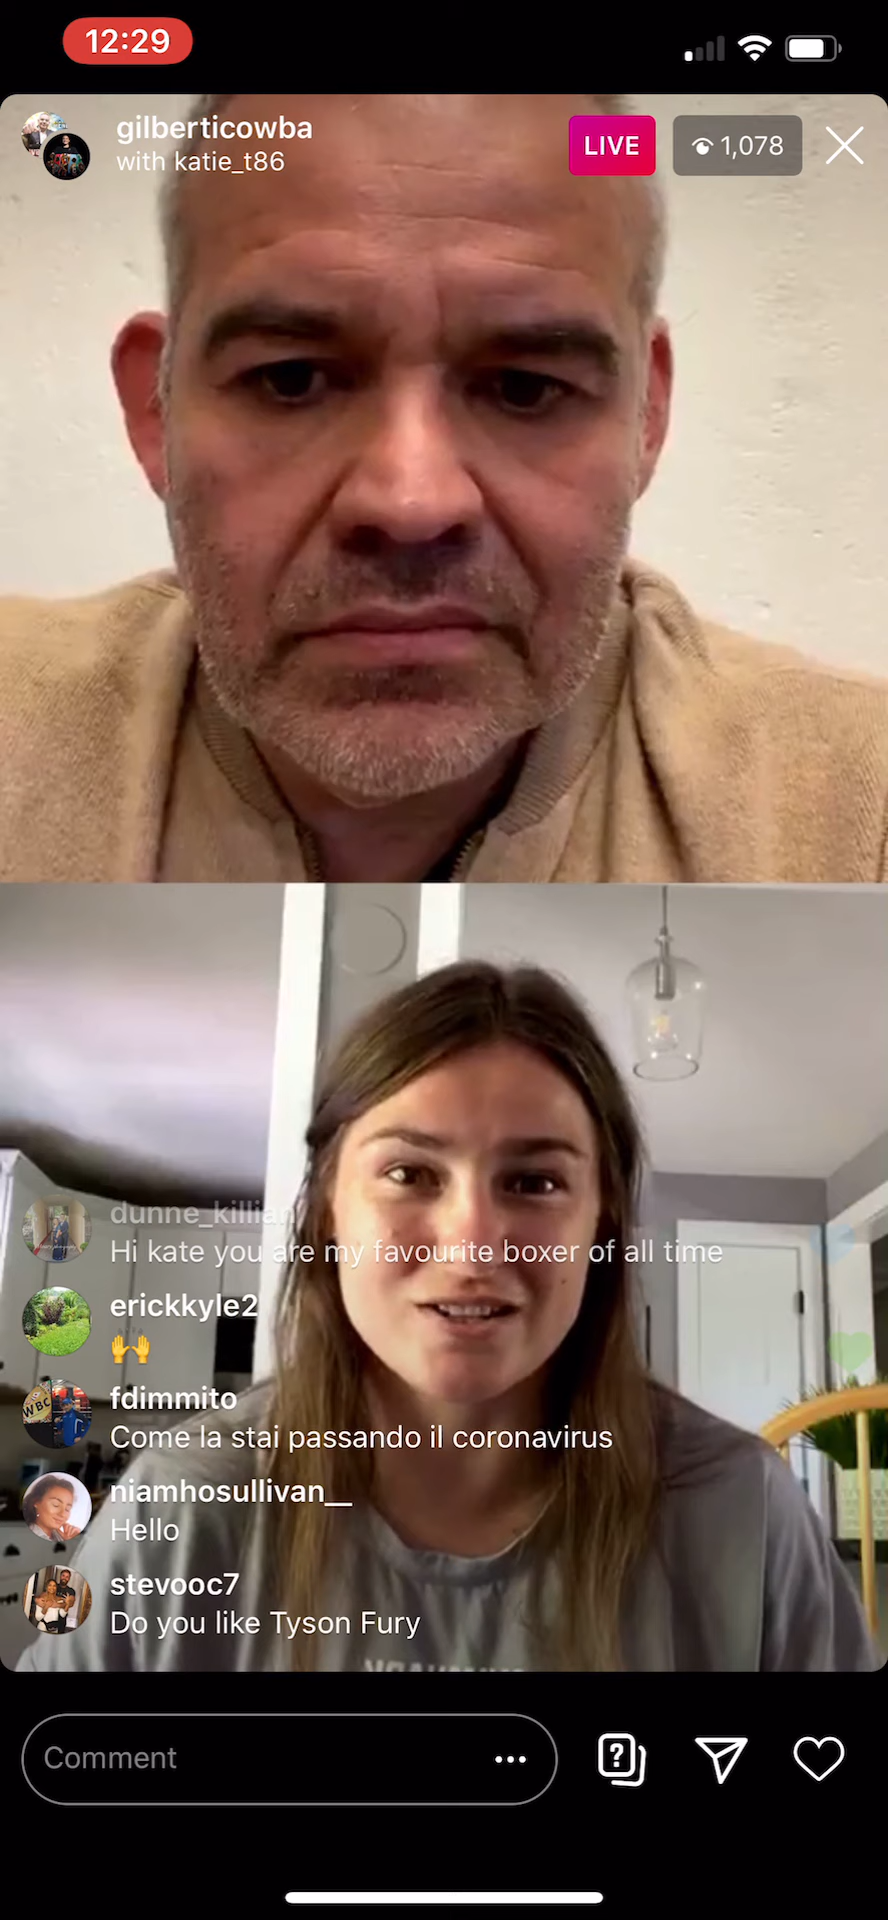 12:29
gilberticowba
with katie_t86
LIVE
1,078
dunne_killian
Hi kate you are my favourite boxer of all time
erickkyle2
🙌
fdimmito
WBC
Come la stai passando il coronavirus
niamhosullivan__
Hello
stevooc7
Do you like Tyson Fury
Comment